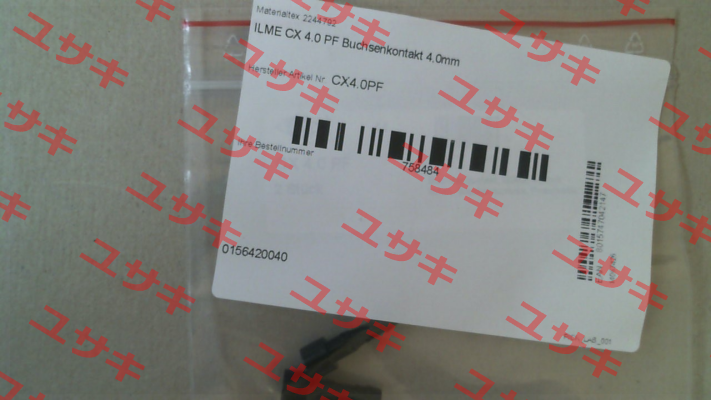 Materialtex 2244792
ILME CX 4.0 PF Buchsenkontakt 4.0mm
Hersteller Artikel Nr. CX4.0PF
Ihre Bestellnummer
758484
0156420040
ユサキ